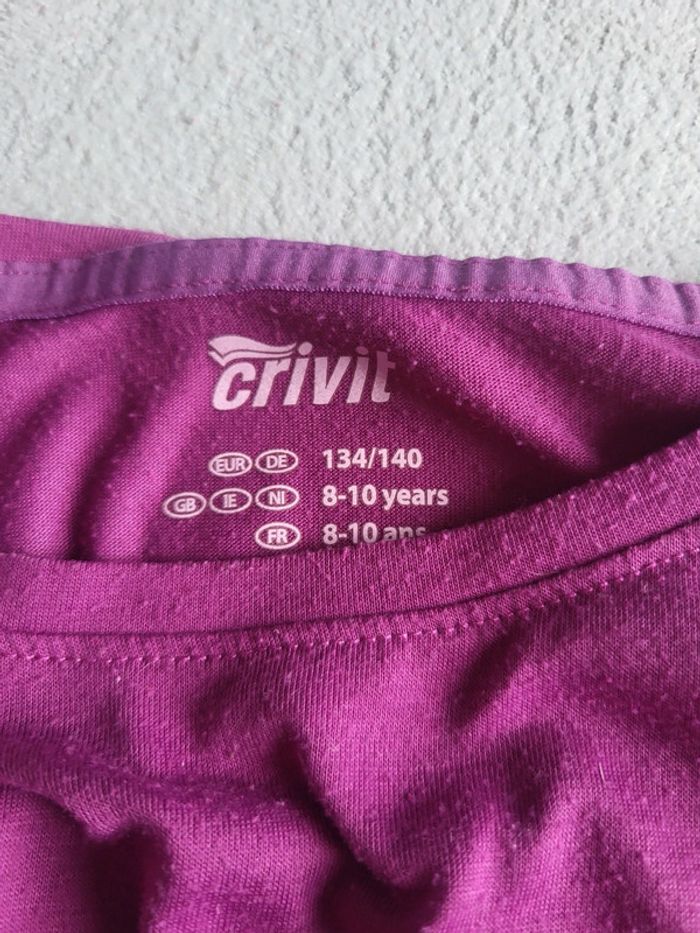 crivit
EUR DE 134/140
GB IE NI 8-10 years
FR 8-10 ans